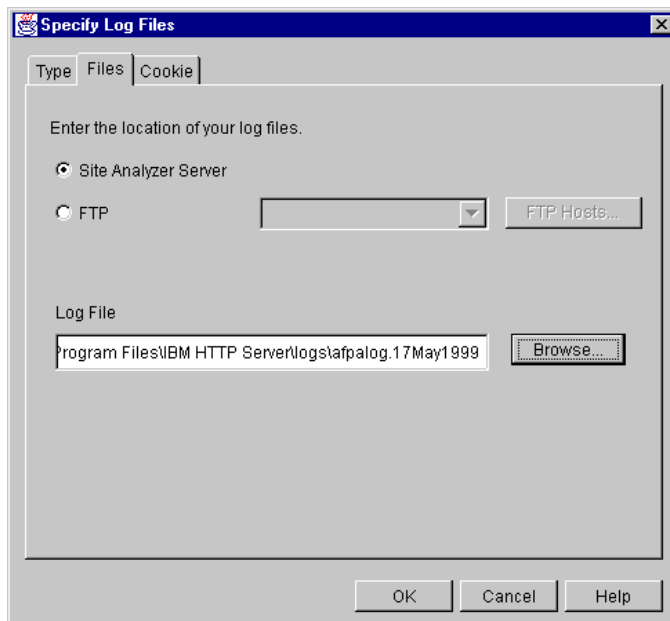 Specify Log Files
Type Files Cookie
Enter the location of your log files.
Site Analyzer Server
FTP FTP Hosts...
Log File
Program Files\IBM HTTP Server\logs\afpalog.17May1999 Browse...
OK Cancel Help